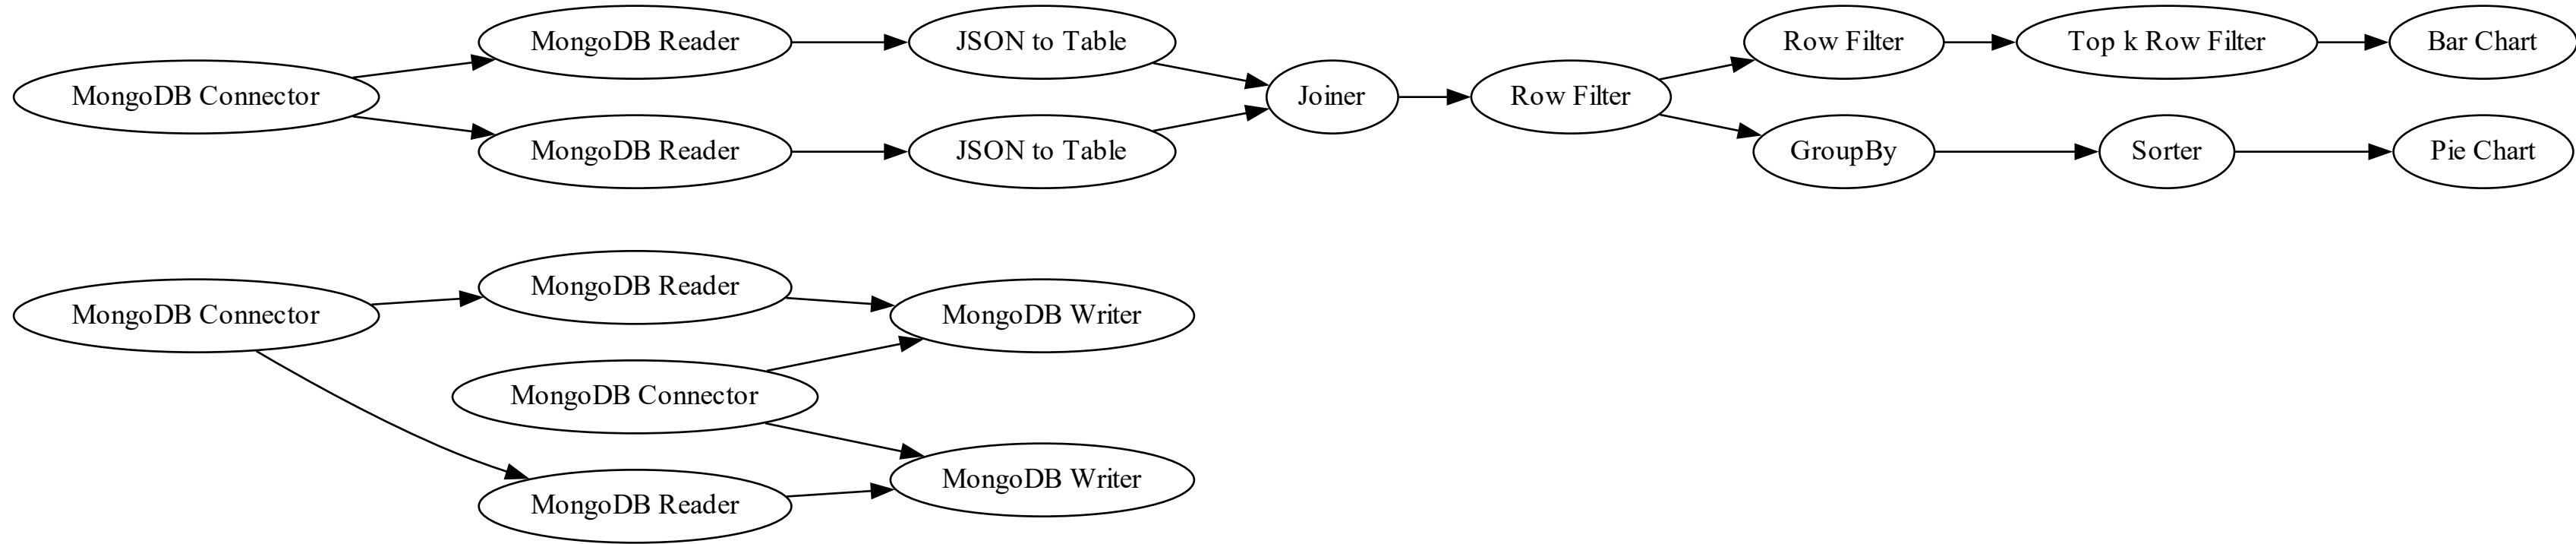 MongoDB Connector
MongoDB Reader
JSON to Table
MongoDB Reader
JSON to Table
Joiner
Row Filter
Row Filter
Top k Row Filter
Bar Chart
GroupBy
Sorter
Pie Chart
MongoDB Connector
MongoDB Reader
MongoDB Writer
MongoDB Connector
MongoDB Reader
MongoDB Writer